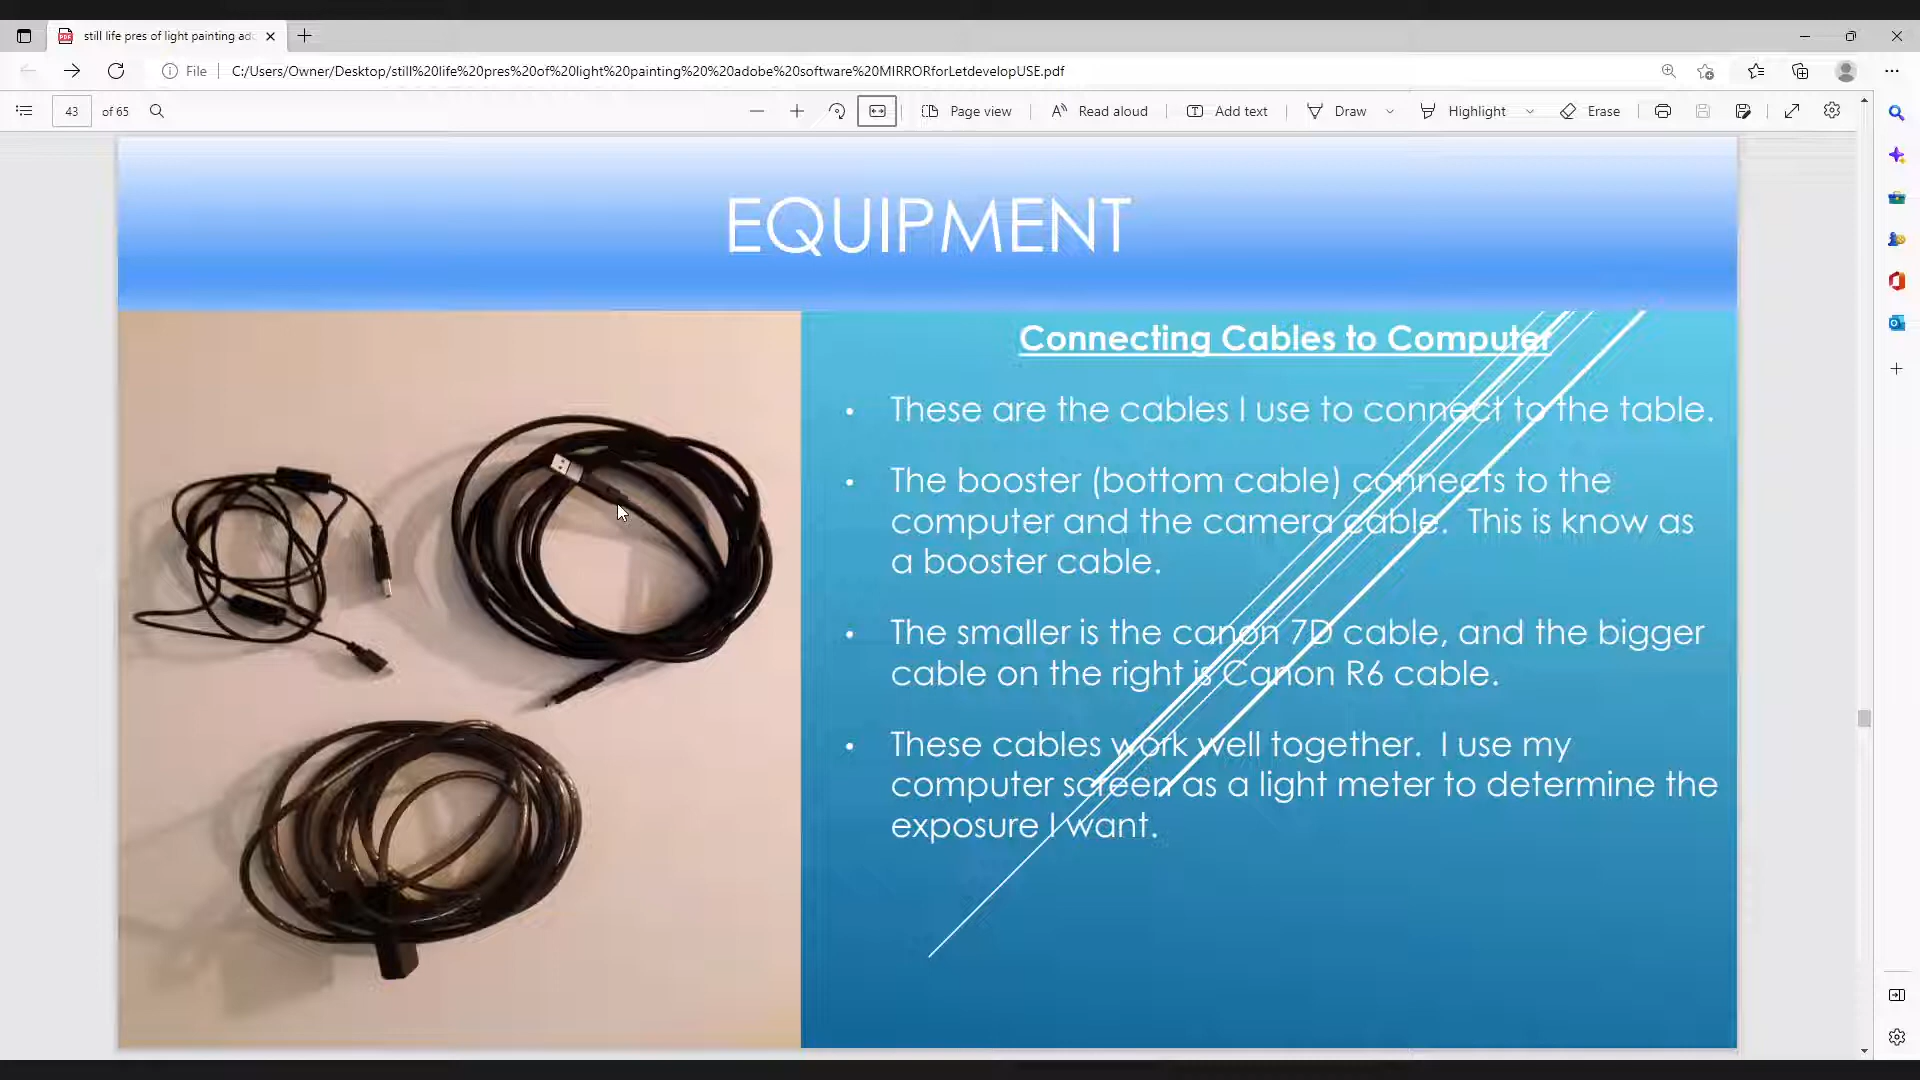 still life pres of light painting ad
File
C:/Users/Owner/Desktop/still%20life%20pres%20of%20light%20painting%20%20adobe%20software%20MIRRORforLetdevelopUSE.pdf
43 of 65
Page view
Read aloud
Add text
Draw
Highlight
Erase
EQUIPMENT
Connecting Cables to Computer
• These are the cables I use to connect to the table.
• The booster (bottom cable) connects to the
computer and the camera cable. This is know as
a booster cable.
• The smaller is the canon 7D cable, and the bigger
cable on the right is Canon R6 cable.
• These cables work well together. I use my
computer screen as a light meter to determine the
exposure I want.